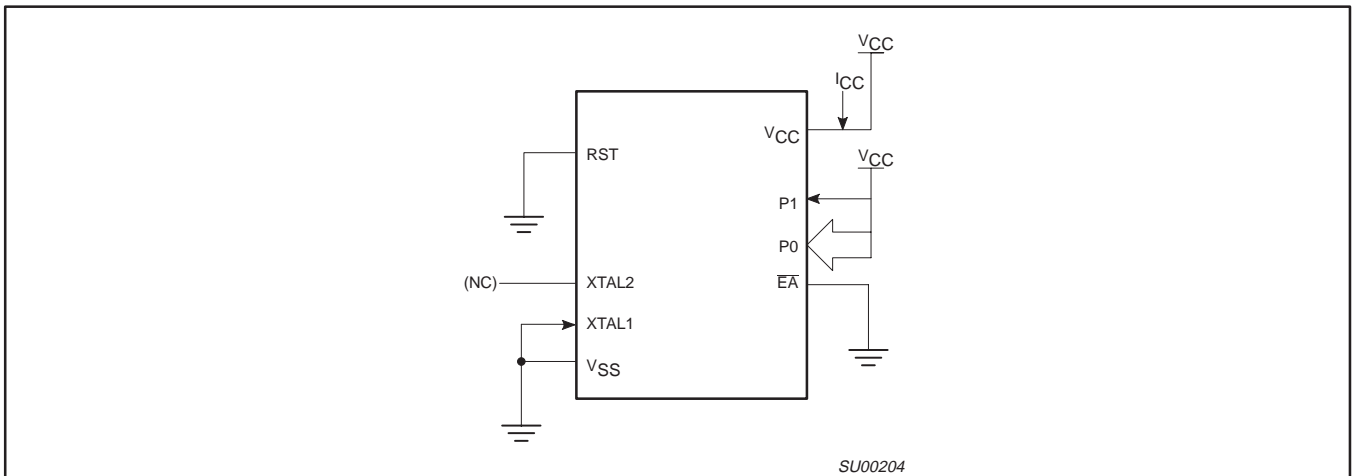 VCC
ICC
VCC
RST
VCC
P1
P0
(NC)
XTAL2
EA
XTAL1
VSS
SU00204